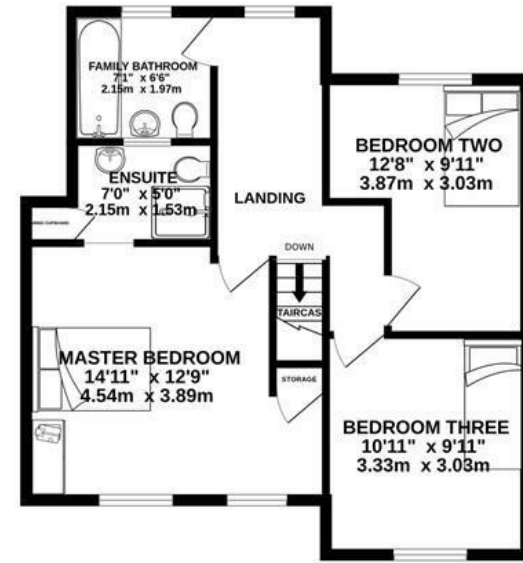 FAMILY BATHROOM
7'1" x 6'6"
2.15m x 1.97m
ENSUITE
7'0" x 5'0"
2.15m x 1.53m
LANDING
BEDROOM TWO
12'8" x 9'11"
3.87m x 3.03m
DOWN
TAIRCAS
MASTER BEDROOM
14'11" x 12'9"
4.54m x 3.89m
STORAGE
BEDROOM THREE
10'11" x 9'11"
3.33m x 3.03m